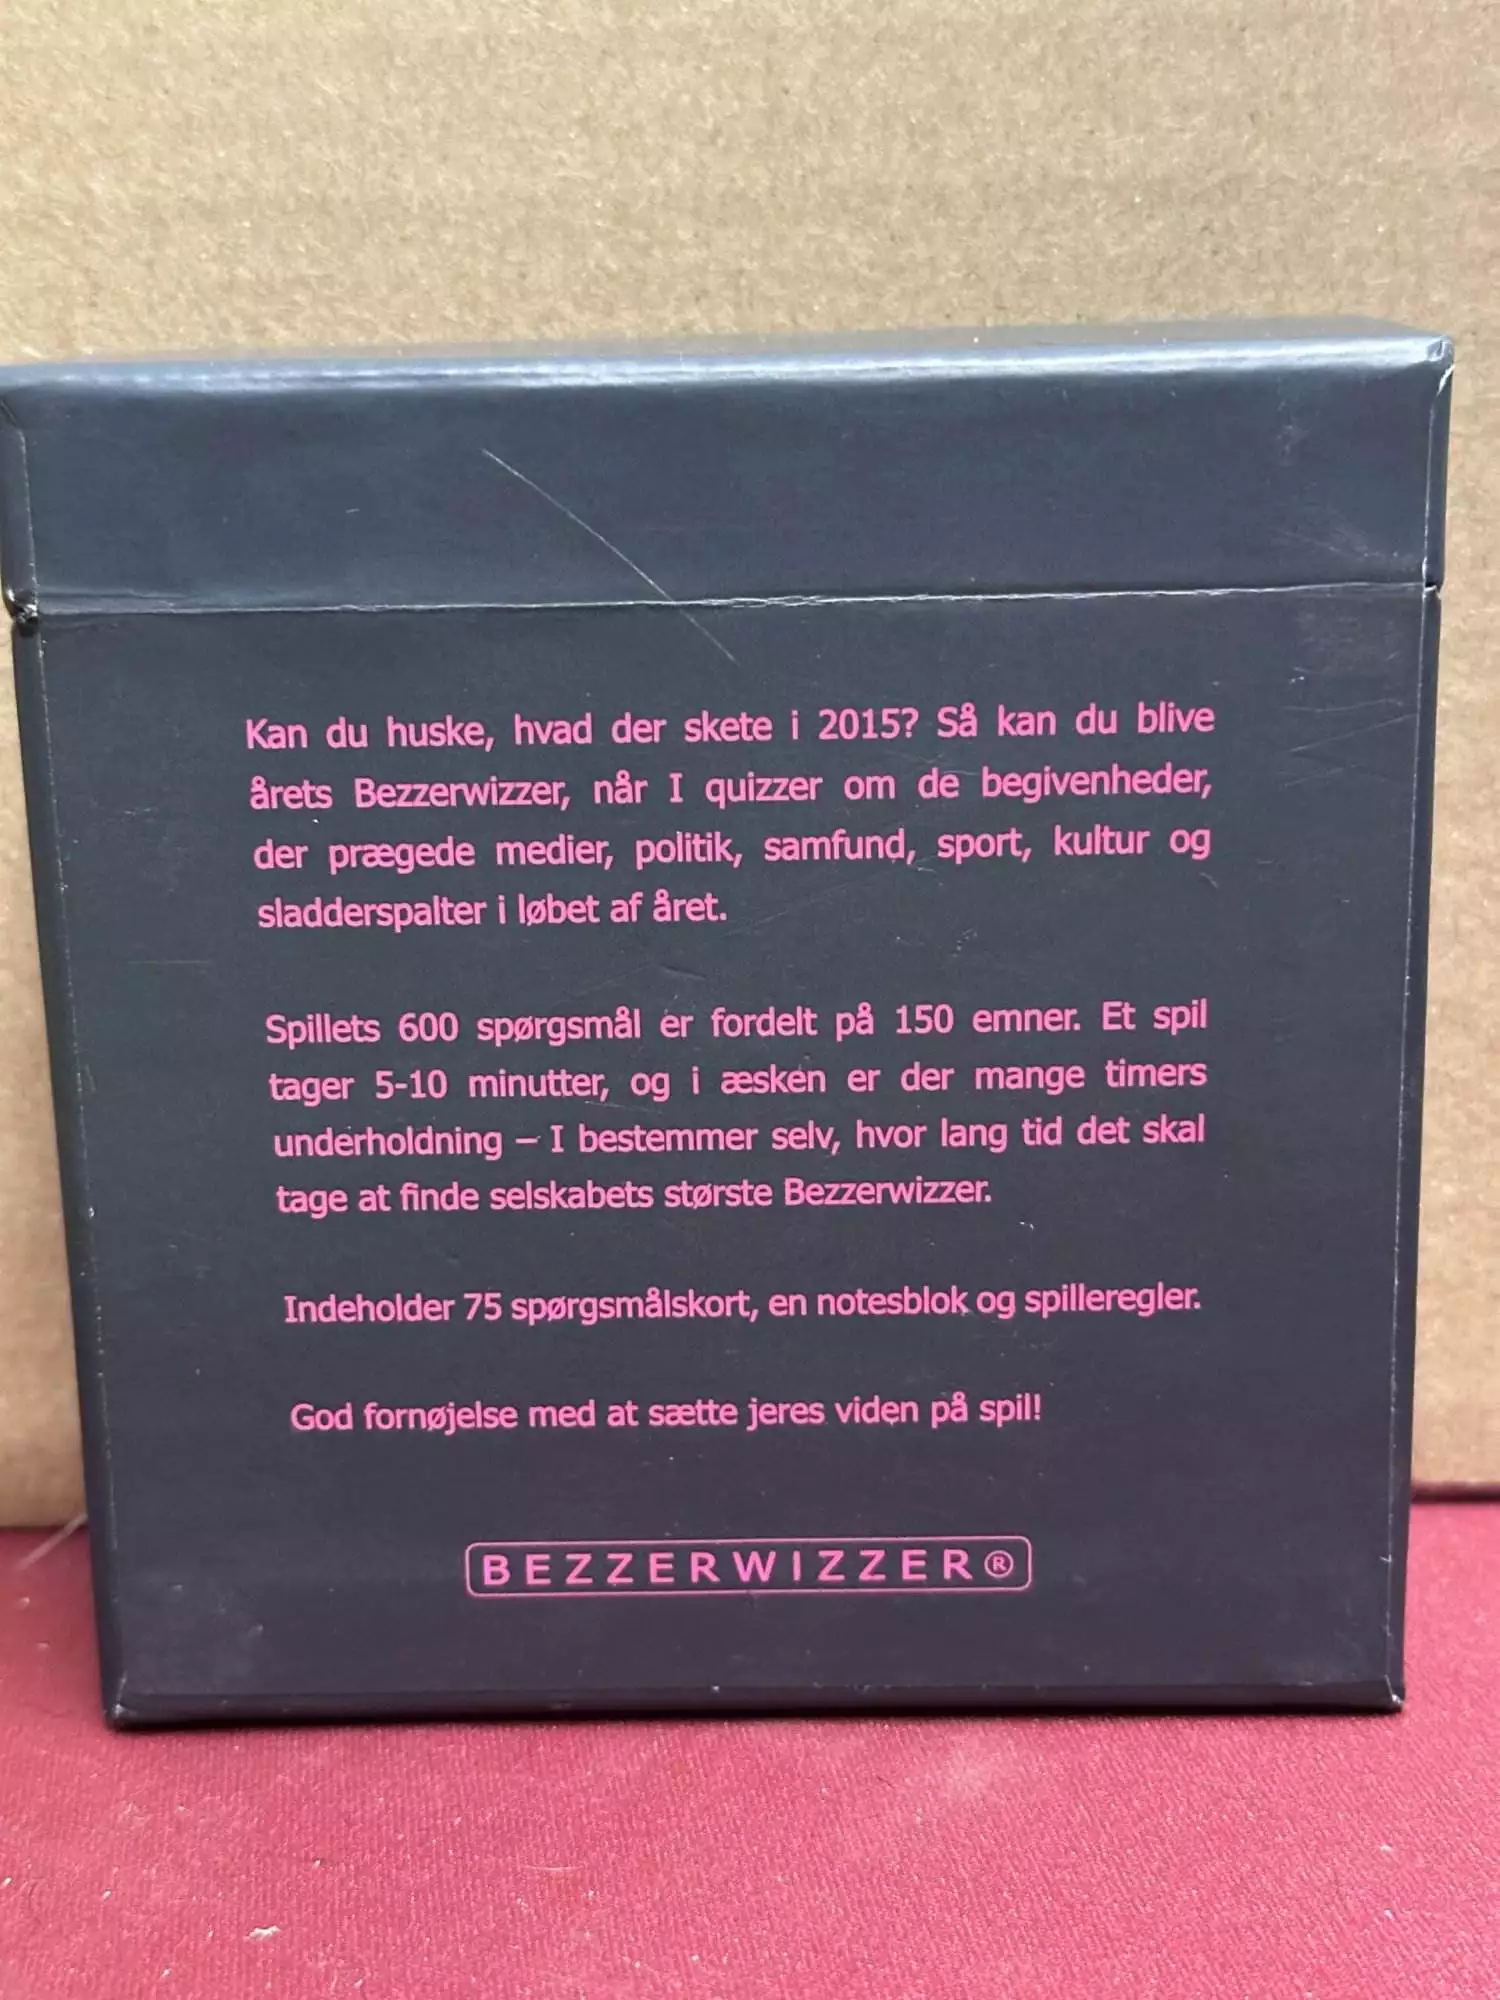 Kan du huske, hvad der skete i 2015? Så kan du blive
årets Bezzerwizzer, når I quizzer om de begivenheder,
der prægede medier, politik, samfund, sport, kultur og
sladderspalter i løbet af året.
Spillets 600 spørgsmål er fordelt på 150 emner. Et spil
tager 5-10 minutter, og i æsken er der mange timers
underholdning – I bestemmer selv, hvor lang tid det skal
tage at finde selskabets største Bezzerwizzer.
Indeholder 75 spørgsmålskort, en notesblok og spilleregler.
God fornøjelse med at sætte jeres viden på spil!
BEZZERWIZZER®